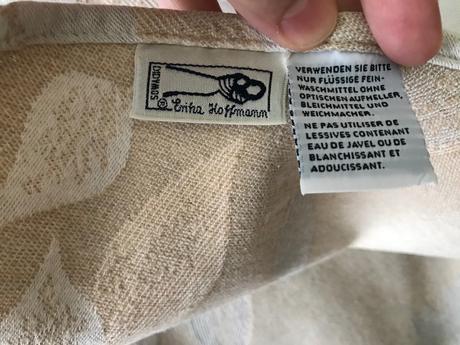 DIDYMOS
® Erika Hoffmann
VERWENDEN SIE BITTE
NUR FLÜSSIGE FEIN-
WASCHMITTEL OHNE
OPTISCHEN AUFHELLER,
BLEICHMITTEL UND
WEICHMACHER.
NE PAS UTILISER DE
LESSIVES CONTENANT
EAU DE JAVEL OU DE
BLANCHISSANT ET
ADOUCISSANT.